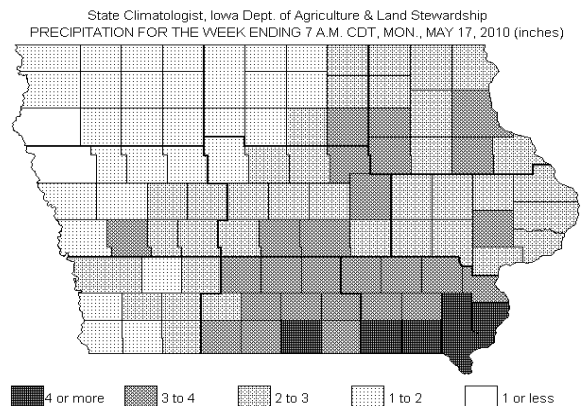 State Climatologist, Iowa Dept. of Agriculture & Land Stewardship
PRECIPITATION FOR THE WEEK ENDING 7 A.M. CDT, MON., MAY 17, 2010 (inches)
4 or more 3 to 4 2 to 3 1 to 2 1 or less